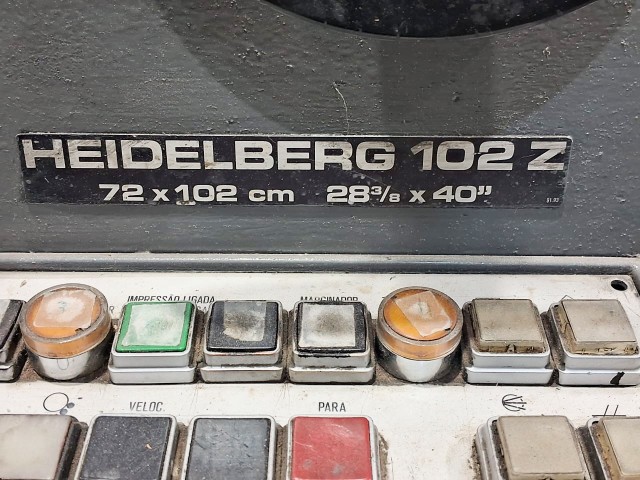 HEIDELBERG 102 Z
72 x 102 cm 28³/₈ x 40”
IMPRESSÃO LIGADA
MARGINADOR
VELOC.
PARA